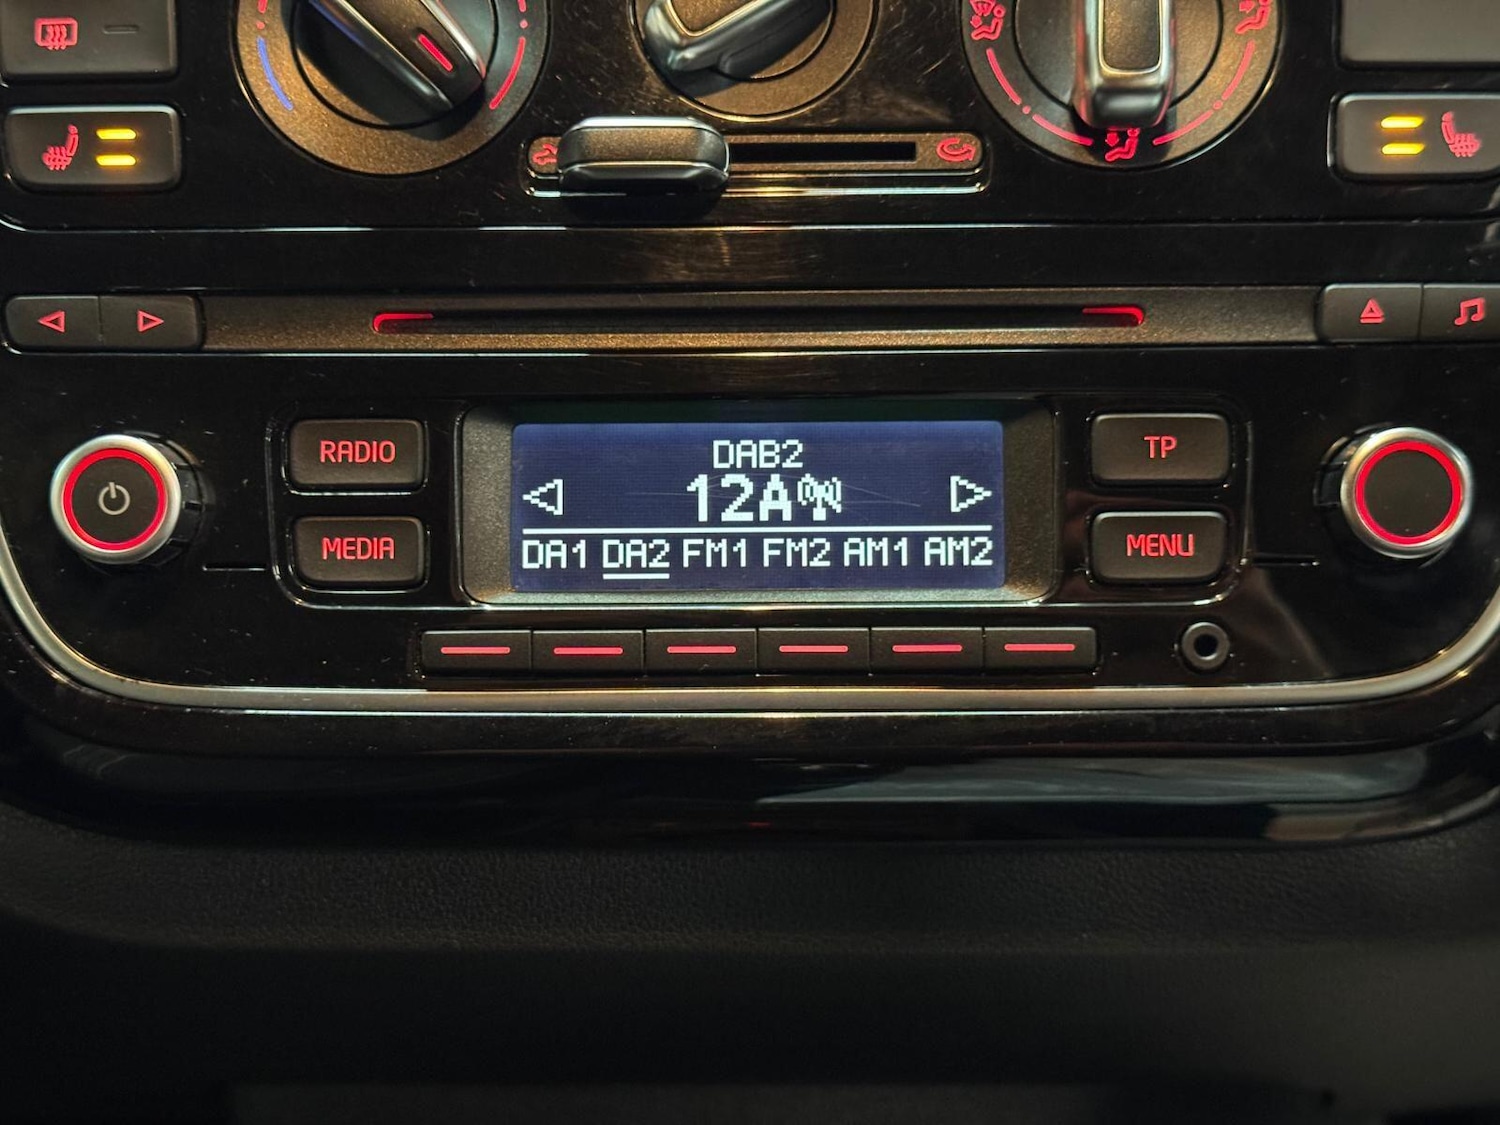 RADIO
DAB2
TP
12A
MEDIA
DA1 DA2 FM1 FM2 AM1 AM2
MENU